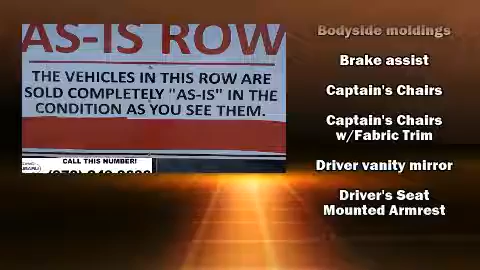 AS-IS ROW
THE VEHICLES IN THIS ROW ARE
SOLD COMPLETELY "AS-IS" IN THE
CONDITION AS YOU SEE THEM.
CALL THIS NUMBER!
Bodyside moldings
Brake assist
Captain's Chairs
Captain's Chairs
w/Fabric Trim
Driver vanity mirror
Driver's Seat
Mounted Armrest